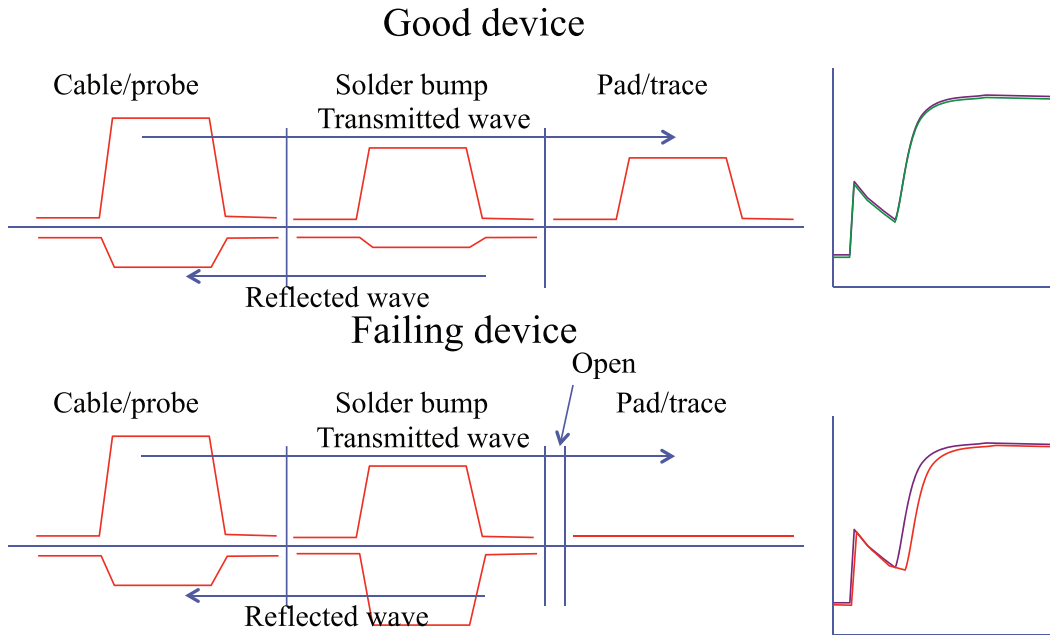 Good device
Cable/probe
Solder bump
Pad/trace
Transmitted wave
Reflected wave
Failing device
Open
Cable/probe
Solder bump
Pad/trace
Transmitted wave
Reflected wave